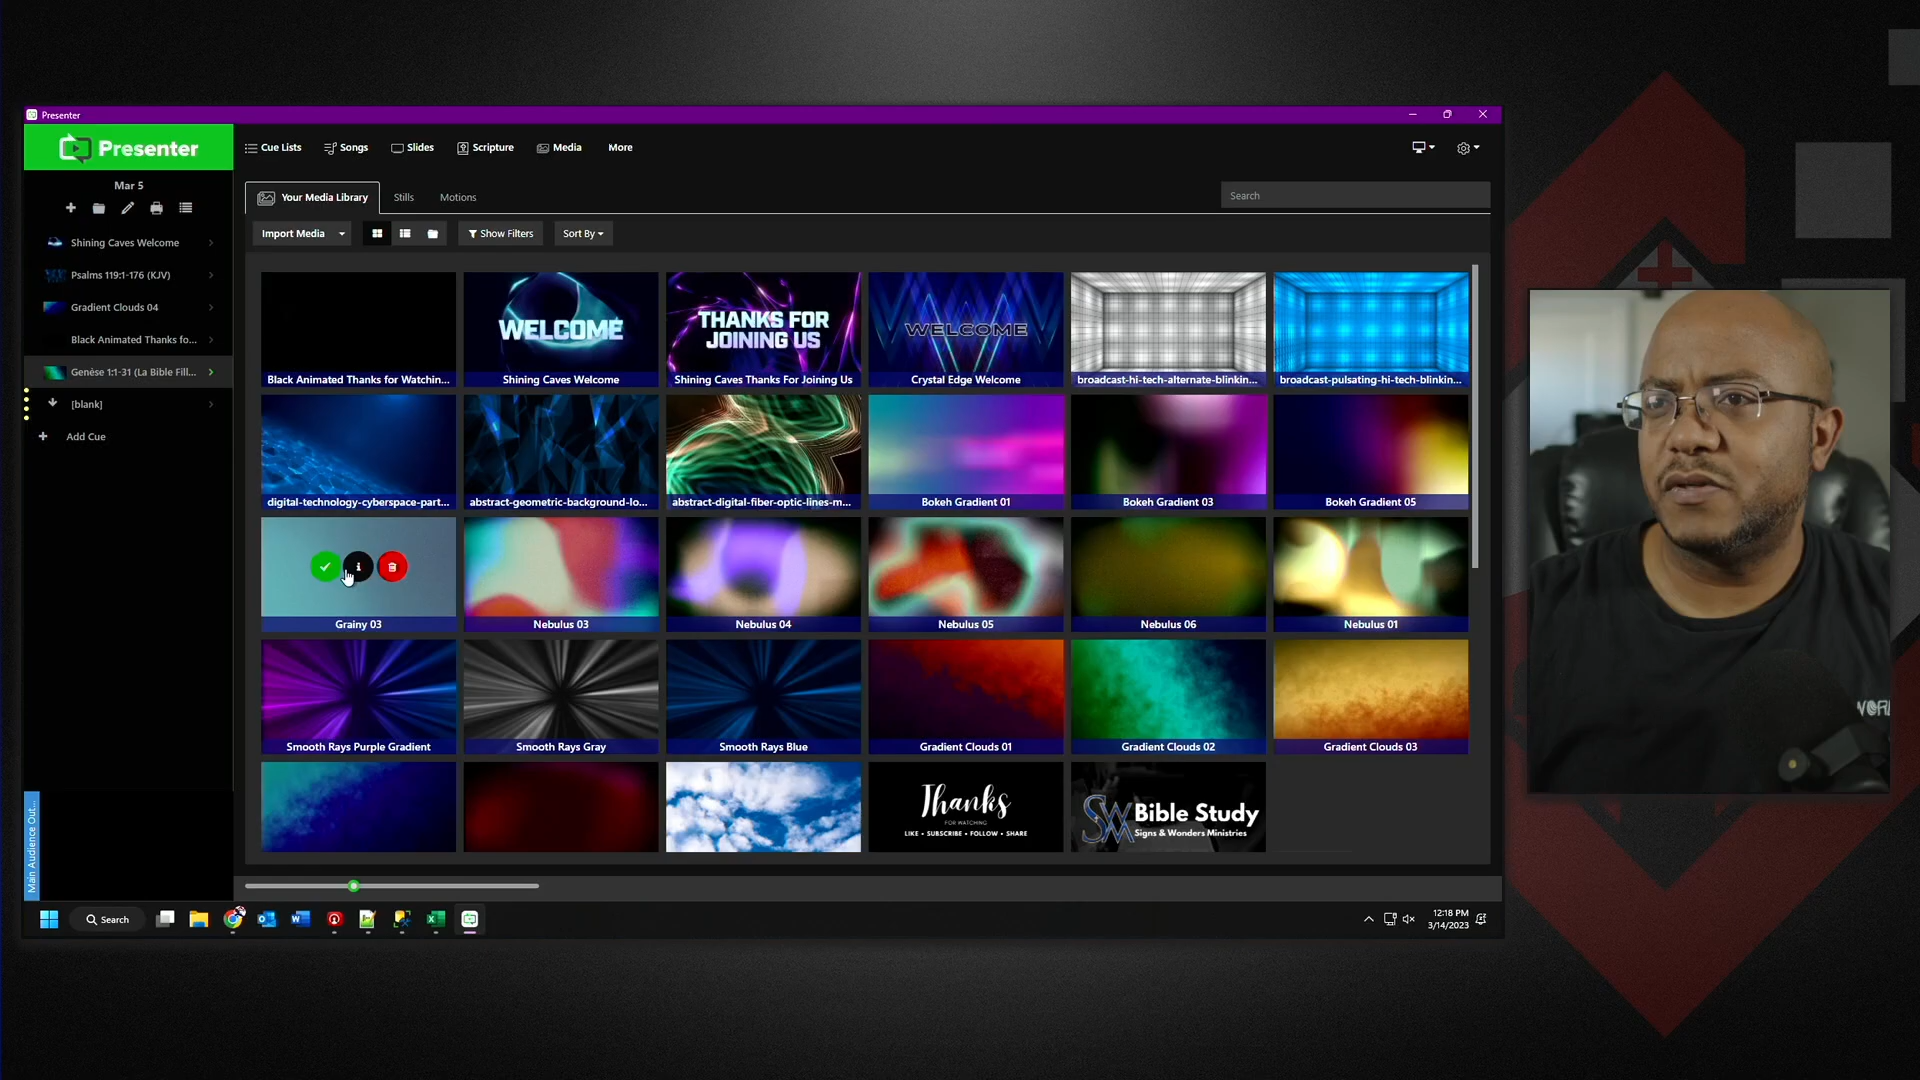 Presenter
Presenter
Cue Lists
Songs
Slides
Scripture
Media
More
Mar 5
Shining Caves Welcome
Psalms 119:1-176 (KJV)
Gradient Clouds 04
Black Animated Thanks fo...
Genèse 1:1-31 (La Bible Fill...
[blank]
Add Cue
Main Audience Out...
Your Media Library
Stills
Motions
Search
Import Media
Show Filters
Sort By
WELCOME
THANKS FOR
JOINING US
WELCOME
Black Animated Thanks for Watchin...
Shining Caves Welcome
Shining Caves Thanks For Joining Us
Crystal Edge Welcome
broadcast-hi-tech-alternate-blinkin...
broadcast-pulsating-hi-tech-blinkin...
digital-technology-cyberspace-part...
abstract-geometric-background-lo...
abstract-digital-fiber-optic-lines-m...
Bokeh Gradient 01
Bokeh Gradient 03
Bokeh Gradient 05
Grainy 03
Nebulus 03
Nebulus 04
Nebulus 05
Nebulus 06
Nebulus 01
Smooth Rays Purple Gradient
Smooth Rays Gray
Smooth Rays Blue
Gradient Clouds 01
Gradient Clouds 02
Gradient Clouds 03
Thanks
FOR WATCHING
LIKE • SUBSCRIBE • FOLLOW • SHARE
SW Bible Study
Signs & Wonders Ministries
Search
12:18 PM
3/14/2023